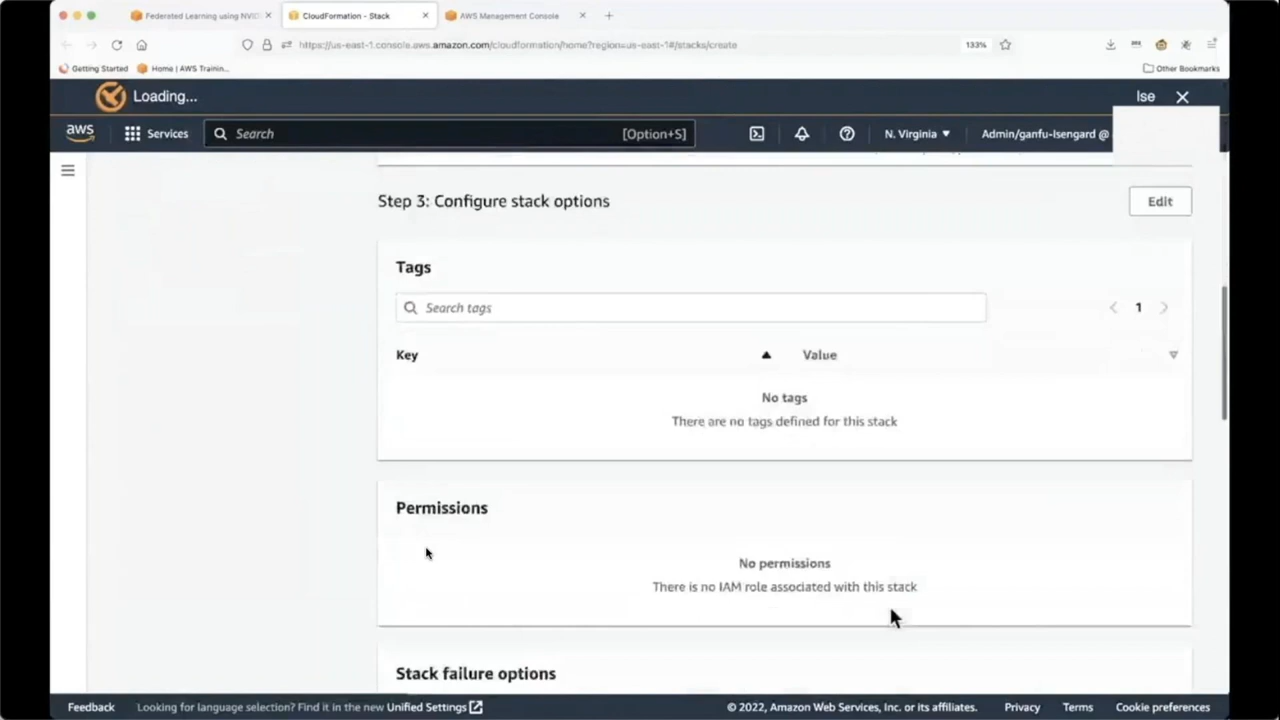 Federated Learning using NVID
CloudFormation - Stack
AWS Management Console
https://us-east-1.console.aws.amazon.com/cloudformation/home?region=us-east-1#/stacks/create
133%
Getting Started
Home | AWS Trainin...
Other Bookmarks
Loading...
Ise
aws
Services
Search
[Option+S]
N. Virginia
Admin/ganfu-Isengard @
Step 3: Configure stack options
Edit
Tags
Search tags
1
Key
Value
No tags
There are no tags defined for this stack
Permissions
No permissions
There is no IAM role associated with this stack
Stack failure options
Feedback
Looking for language selection? Find it in the new Unified Settings
© 2022, Amazon Web Services, Inc. or its affiliates.
Privacy
Terms
Cookie preferences